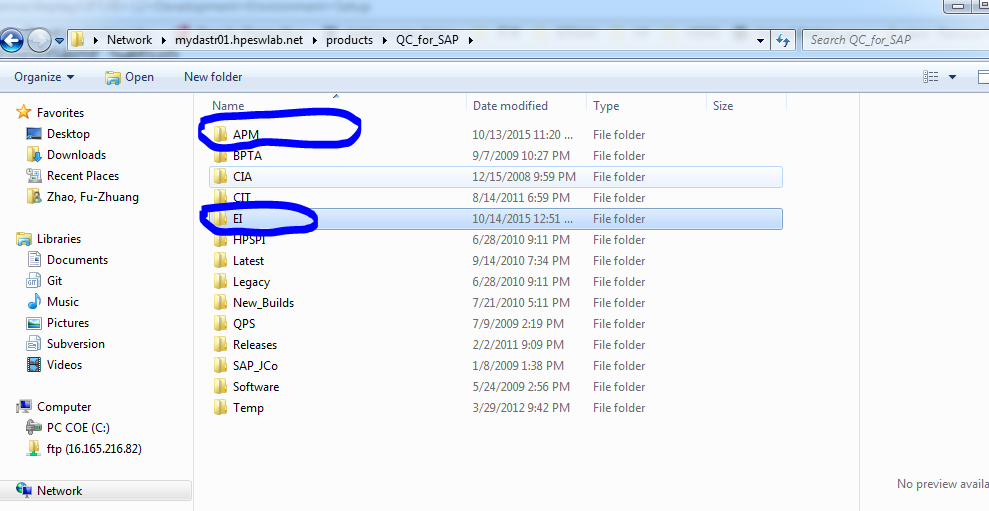 Network mydastr01.hpeswlab.net products QC_for_SAP Search QC_for_SAP
Organize Open New folder
Name Date modified Type Size
Favorites
Desktop
Downloads
Recent Places
Zhao, Fu-Zhuang
Libraries
Documents
Git
Music
Pictures
Subversion
Videos
Computer
PC COE (C:)
ftp (16.165.216.82)
Network
APM 10/13/2015 11:20 ... File folder
BPTA 9/7/2009 10:27 PM File folder
CIA 12/15/2008 9:59 PM File folder
CIT 8/14/2011 6:59 PM File folder
EI 10/14/2015 12:51 ... File folder
HPSPI 6/28/2010 9:11 PM File folder
Latest 9/14/2010 7:34 PM File folder
Legacy 6/28/2010 9:11 PM File folder
New_Builds 7/21/2010 5:11 PM File folder
QPS 7/9/2009 2:19 PM File folder
Releases 2/2/2011 9:09 PM File folder
SAP_JCo 1/8/2009 1:38 PM File folder
Software 5/24/2009 2:56 PM File folder
Temp 3/29/2012 9:42 PM File folder
No preview availa